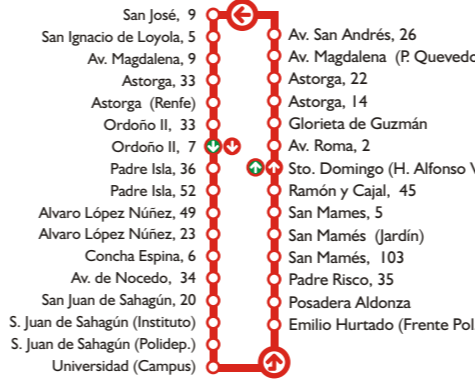 San José, 9
San Ignacio de Loyola, 5
Av. Magdalena, 9
Astorga, 33
Astorga (Renfe)
Ordoño II, 33
Ordoño II, 7
Padre Isla, 36
Padre Isla, 52
Alvaro López Núñez, 49
Alvaro López Núñez, 23
Concha Espina, 6
Av. de Nocedo, 34
San Juan de Sahagún, 20
S. Juan de Sahagún (Instituto)
S. Juan de Sahagún (Polidep.)
Universidad (Campus)
Av. San Andrés, 26
Av. Magdalena (P. Quevedo
Astorga, 22
Astorga, 14
Glorieta de Guzmán
Av. Roma, 2
Sto. Domingo (H. Alfonso V
Ramón y Cajal, 45
San Mames, 5
San Mamés (Jardín)
San Mamés, 103
Padre Risco, 35
Posadera Aldonza
Emilio Hurtado (Frente Pol